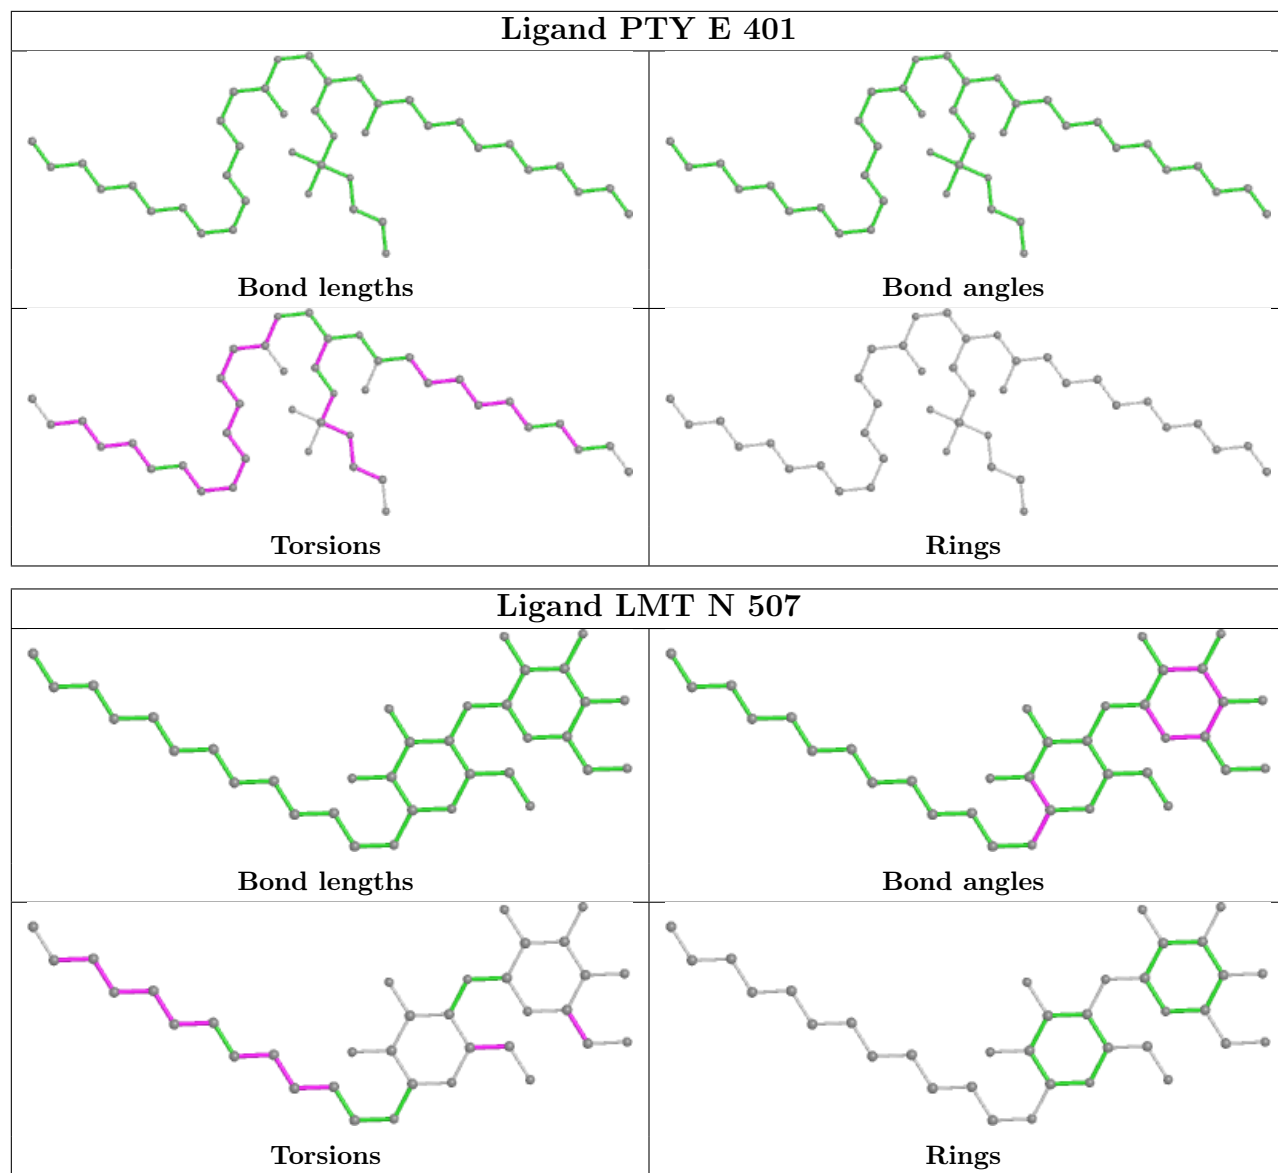 Ligand PTY E 401
Bond lengths
Bond angles
Torsions
Rings
Ligand LMT N 507
Bond lengths
Bond angles
Torsions
Rings